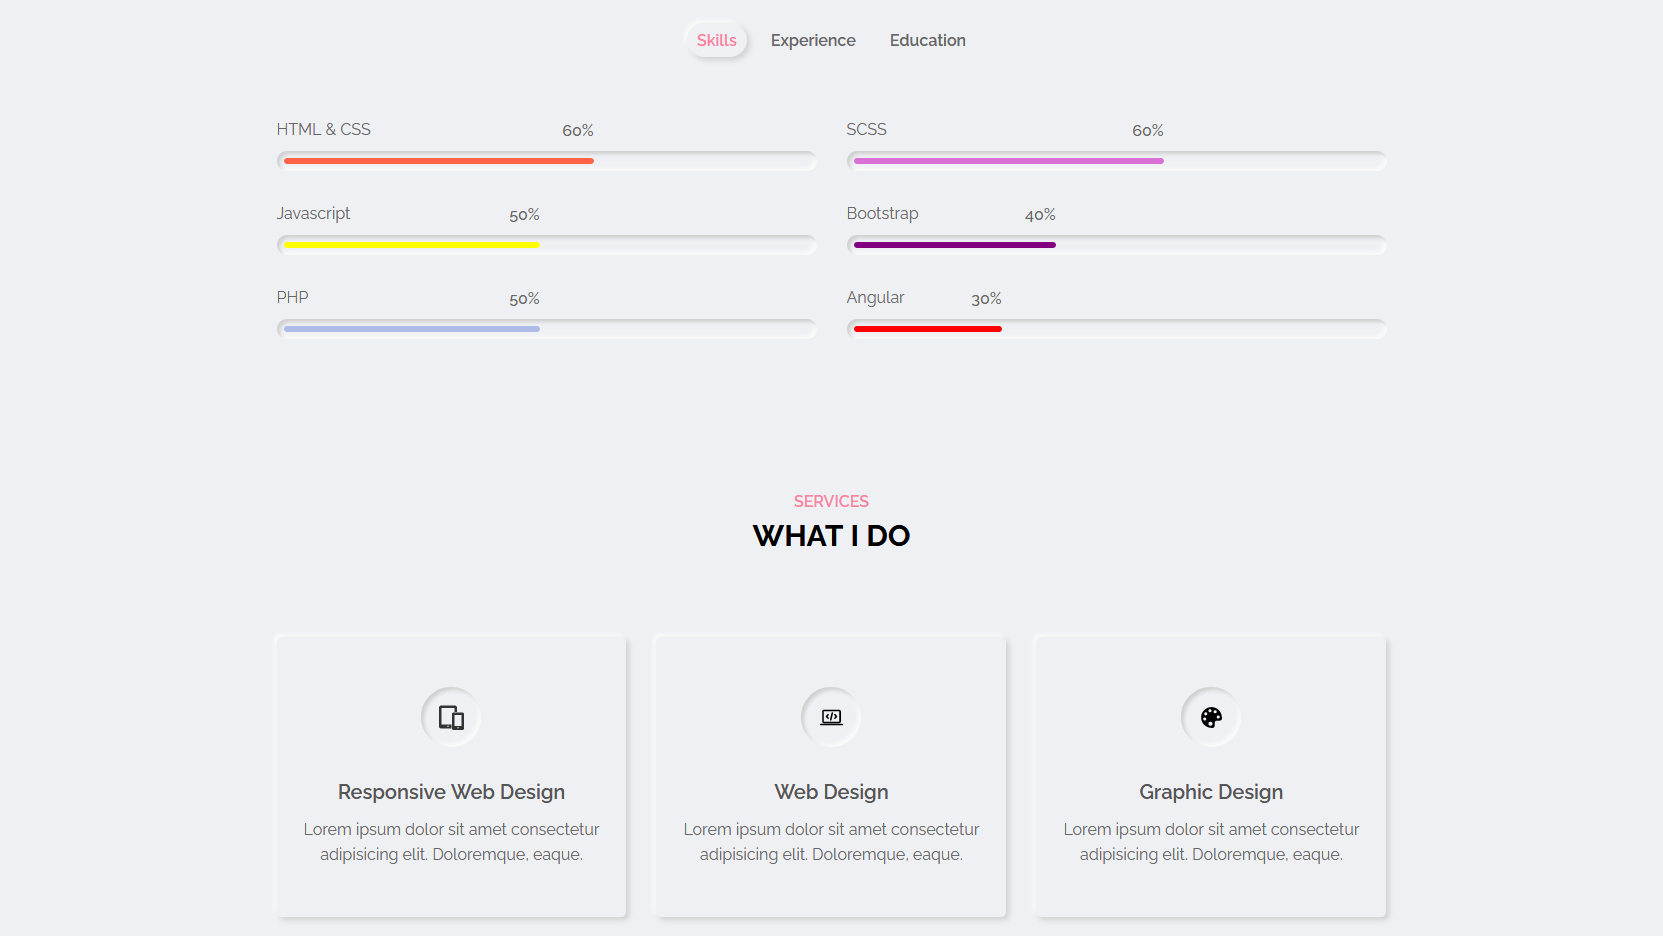 Skills Experience Education
HTML & CSS 60% SCSS 60%
Javascript 50% Bootstrap 40%
PHP 50% Angular 30%
SERVICES
WHAT I DO
Responsive Web Design
Lorem ipsum dolor sit amet consectetur
adipisicing elit. Doloremque, eaque.
Web Design
Lorem ipsum dolor sit amet consectetur
adipisicing elit. Doloremque, eaque.
Graphic Design
Lorem ipsum dolor sit amet consectetur
adipisicing elit. Doloremque, eaque.